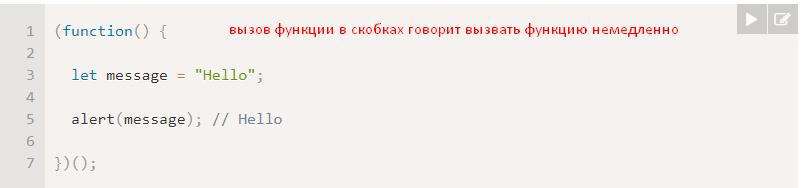 1 (function() { вызов функции в скобках говорит вызвать функцию немедленно
2
3 let message = "Hello";
4
5 alert(message); // Hello
6
7 })();